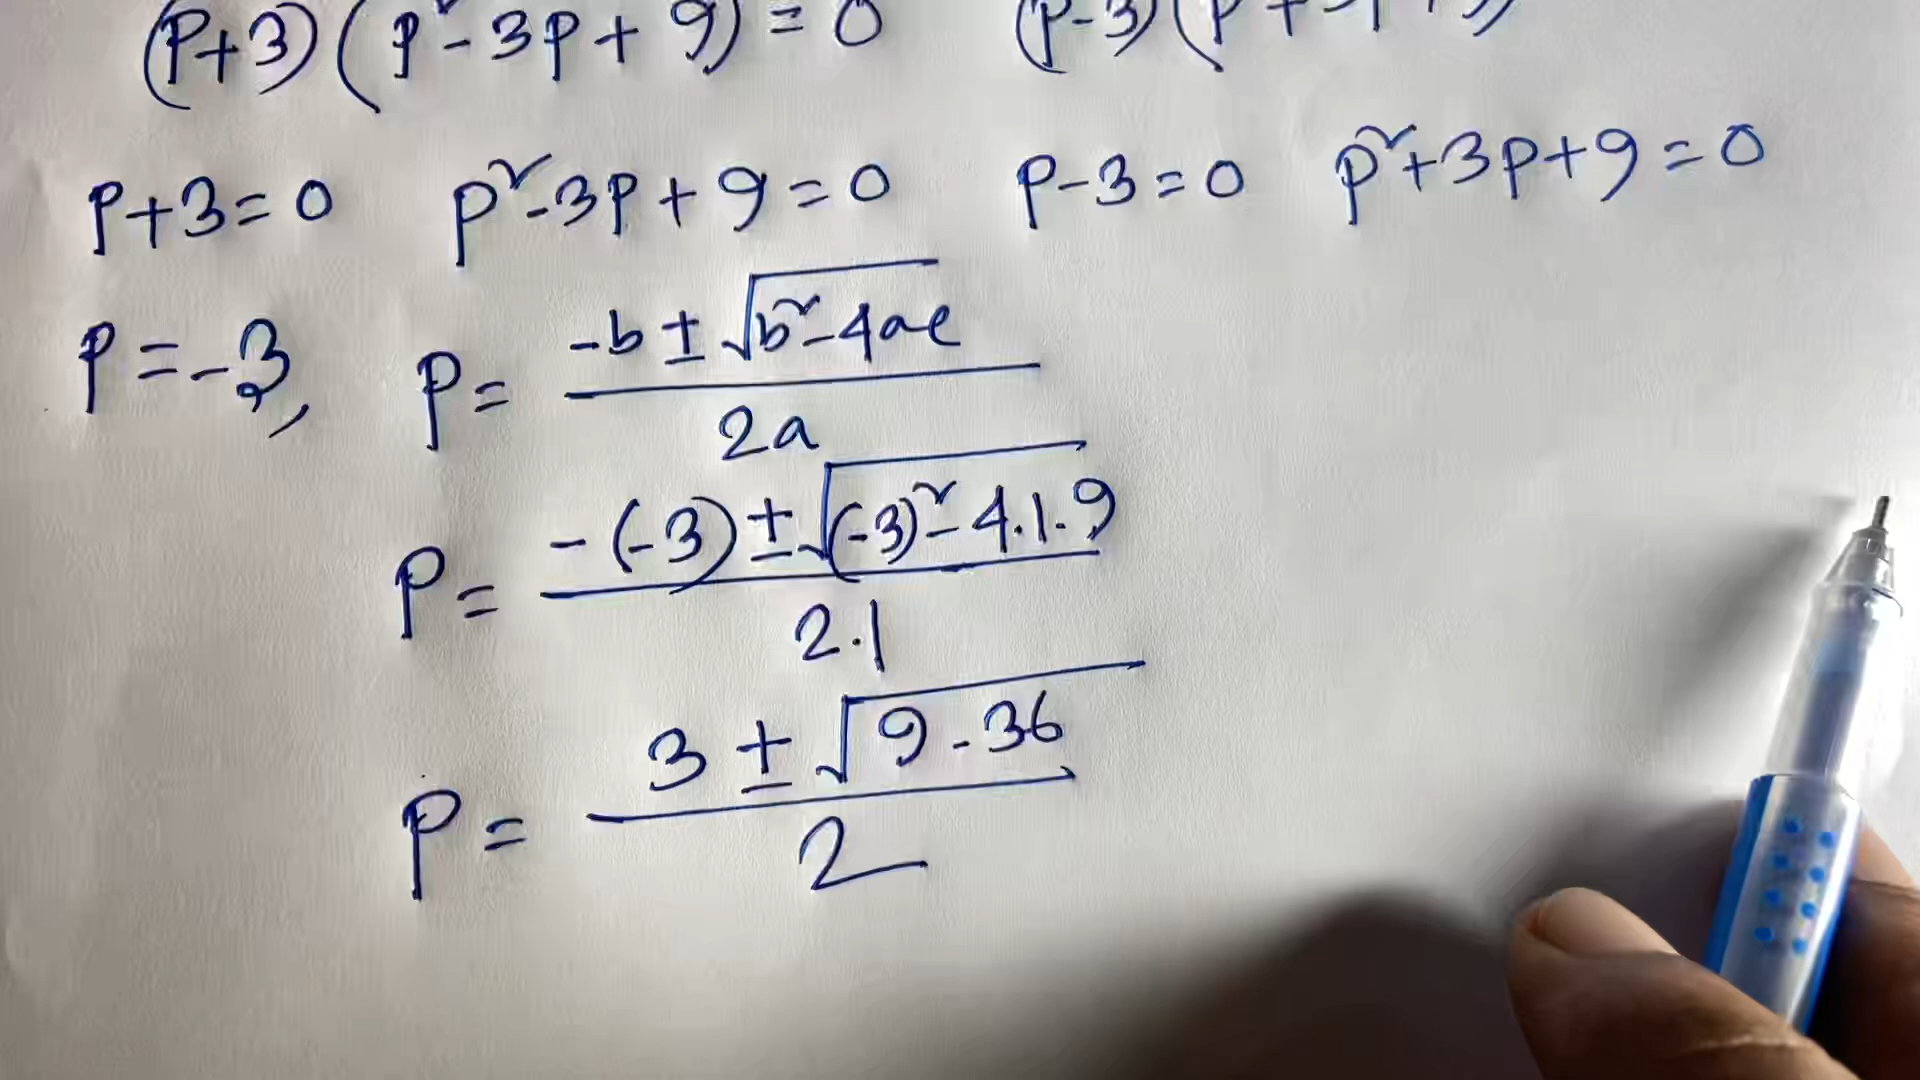 (P+3)(p²-3p+9)=0 (p-3)(p
p+3=0 p²-3p+9=0 p-3=0 p²+3p+9=0
p=-3, p= -b±√b²-4ac / 2a
P= -(-3)±√(-3)²-4.1.9 / 2.1
P= 3±√9-36 / 2